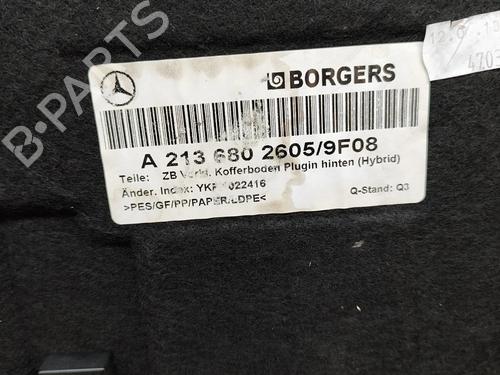 BORGERS
A 213 680 2605/9F08
Teile: ZB Verkl. Kofferboden Plugin hinten (Hybrid)
Änder. Index: YKP 1022416 Q-Stand: Q3
>PES/GF/PP/PAPER/LDPE<
B-PARTS